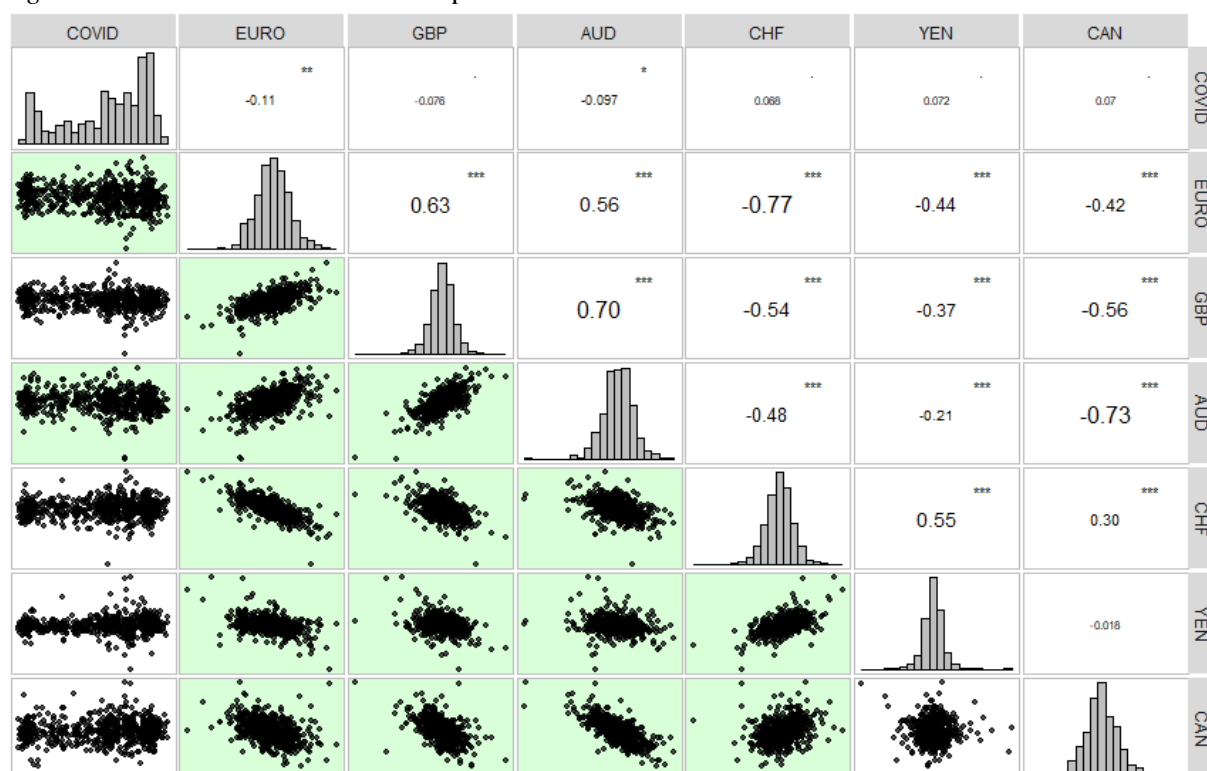 COVID EURO GBP AUD CHF YEN CAN
** . * . . .
-0.11 -0.076 -0.097 0.068 0.072 0.07
COVID
*** *** *** *** ***
0.63 0.56 -0.77 -0.44 -0.42
EURO
*** *** *** ***
0.70 -0.54 -0.37 -0.56
GBP
*** *** ***
-0.48 -0.21 -0.73
AUD
*** ***
0.55 0.30
CHF
-0.018
YEN
CAN